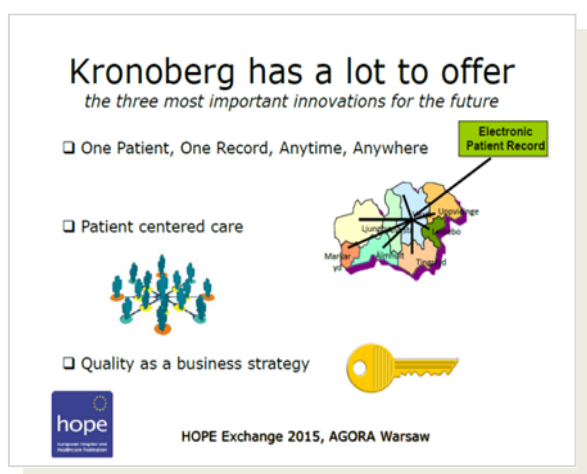 Kronoberg has a lot to offer
the three most important innovations for the future
Electronic
Patient Record
❑ One Patient, One Record, Anytime, Anywhere
Uppvidinge
❑ Patient centered care
Markar
yd
Älmhult
❑ Quality as a business strategy
hope
European Hospital and
Healthcare Federation
HOPE Exchange 2015, AGORA Warsaw